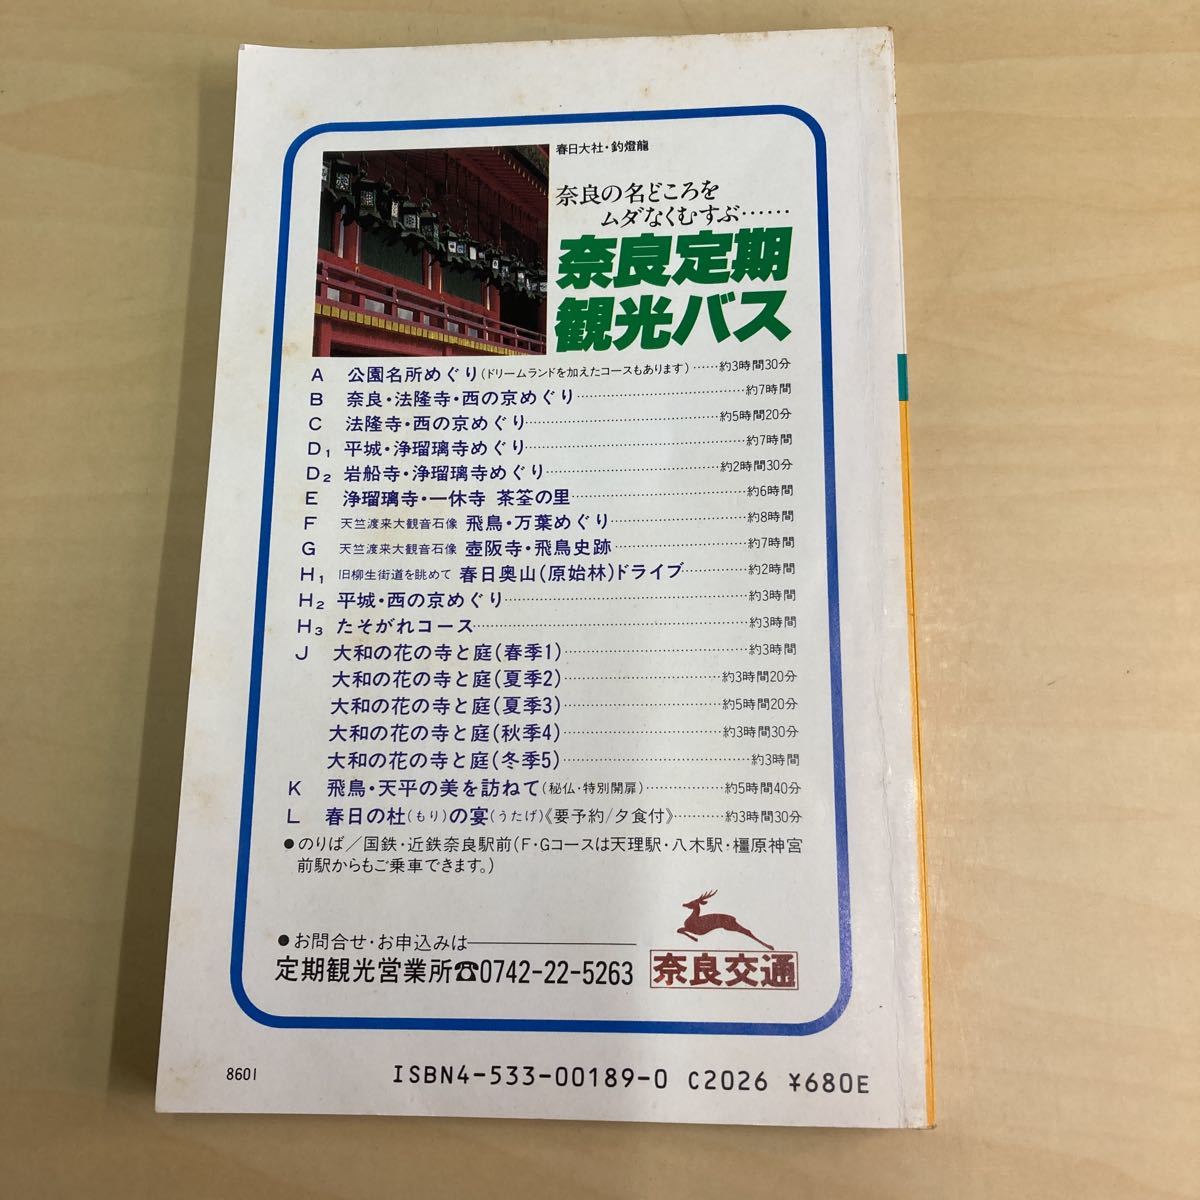 春日大社・釣燈籠
奈良の名どころを
ムダなくむすぶ……
奈良定期
観光バス
A 公園名所めぐり(ドリームランドを加えたコースもあります)……約3時間30分
B 奈良・法隆寺・西の京めぐり……約7時間
C 法隆寺・西の京めぐり……約5時間20分
D₁ 平城・浄瑠璃寺めぐり……約7時間
D₂ 岩船寺・浄瑠璃寺めぐり……約2時間30分
E 浄瑠璃寺・一休寺 茶筌の里……約6時間
F 天竺渡来大観音石像 飛鳥・万葉めぐり……約8時間
G 天竺渡来大観音石像 壺阪寺・飛鳥史跡……約7時間
H₁ 旧柳生街道を眺めて 春日奥山(原始林)ドライブ……約2時間
H₂ 平城・西の京めぐり……約3時間
H₃ たそがれコース……約3時間
J 大和の花の寺と庭(春季1)……約3時間
大和の花の寺と庭(夏季2)……約3時間20分
大和の花の寺と庭(夏季3)……約5時間20分
大和の花の寺と庭(秋季4)……約3時間30分
大和の花の寺と庭(冬季5)……約3時間
K 飛鳥・天平の美を訪ねて(秘仏・特別開扉)……約5時間40分
L 春日の杜(もり)の宴(うたげ)《要予約/夕食付》……約3時間30分
●のりば/国鉄・近鉄奈良駅前(F・Gコースは天理駅・八木駅・橿原神宮
前駅からもご乗車できます。)
●お問合せ・お申込みは
定期観光営業所☎0742-22-5263
奈良交通
8601
ISBN4-533-00189-0 C2026 ¥680E